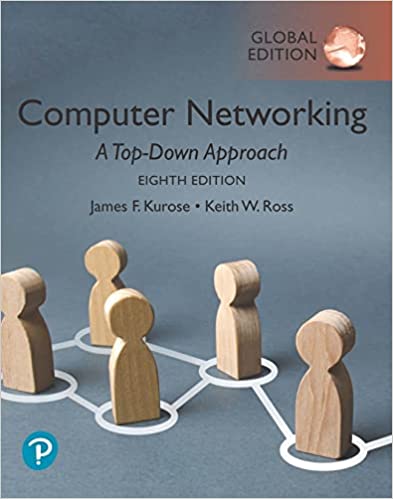 GLOBAL
EDITION
Computer Networking
A Top-Down Approach
EIGHTH EDITION
James F. Kurose • Keith W. Ross
P